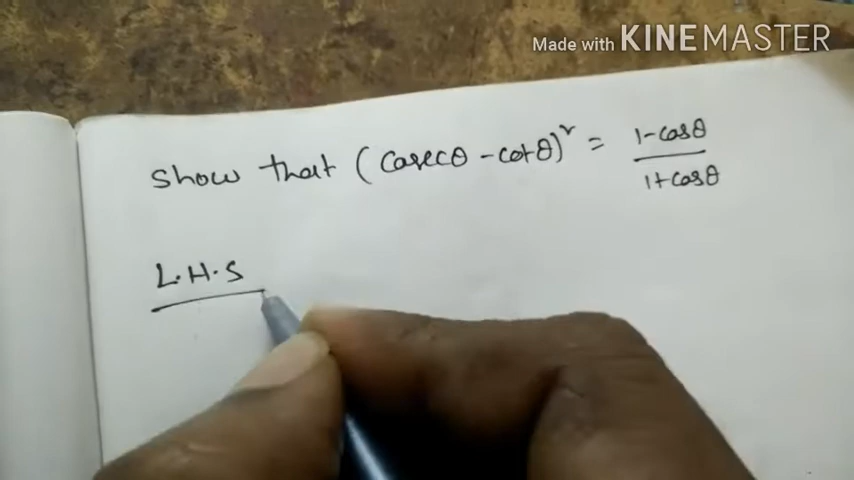 Made with KINEMASTER
Show that (cosecθ - cotθ)² = 1-cosθ
1+cosθ
L.H.S